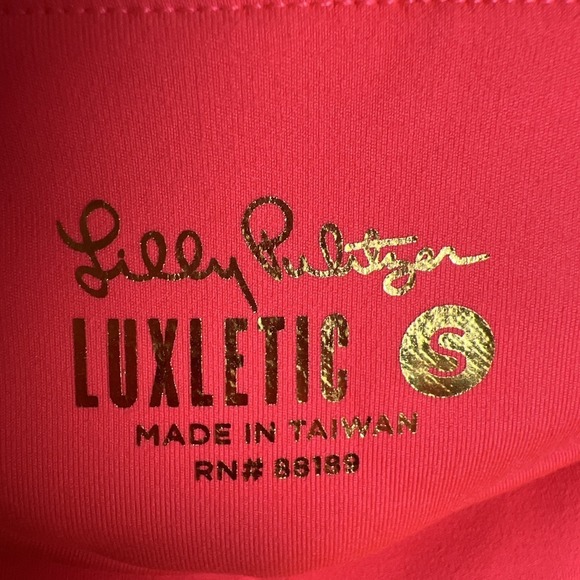 Lilly Pulitzer
LUXLETIC S
MADE IN TAIWAN
RN# 88189